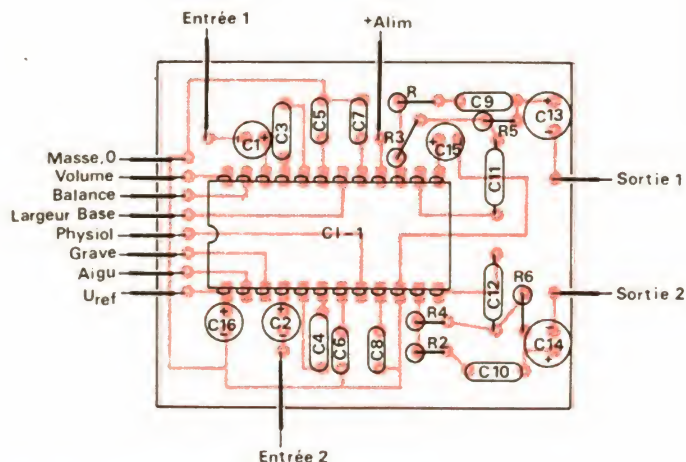 Entrée 1
+Alim
Masse,0
Volume
Balance
Largeur Base
Physiol
Grave
Aigu
Uref
C1
C3
C5
C7
R
R3
C15
C9
R5
C13
C11
Sortie 1
CI-1
C16
C2
C4
C6
C8
R4
R2
C12
R6
C10
C14
Sortie 2
Entrée 2